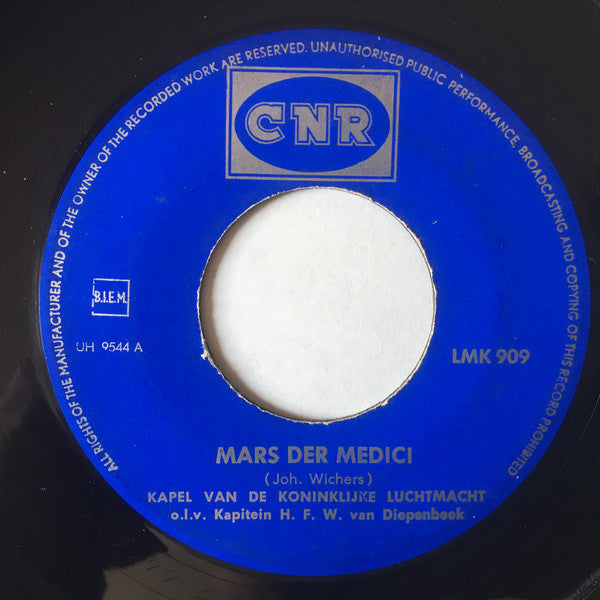 ALL RIGHTS OF THE MANUFACTURER AND OF THE OWNER OF THE RECORDED WORK ARE RESERVED. UNAUTHORISED PUBLIC PERFORMANCE, BROADCASTING AND COPYING OF THIS RECORD PROHIBITED
CNR
B.I.E.M.
UH 9544 A
LMK 909
MARS DER MEDICI
(Joh. Wichers)
KAPEL VAN DE KONINKLIJKE LUCHTMACHT
o.l.v. Kapitein H. F. W. van Diepenbeek